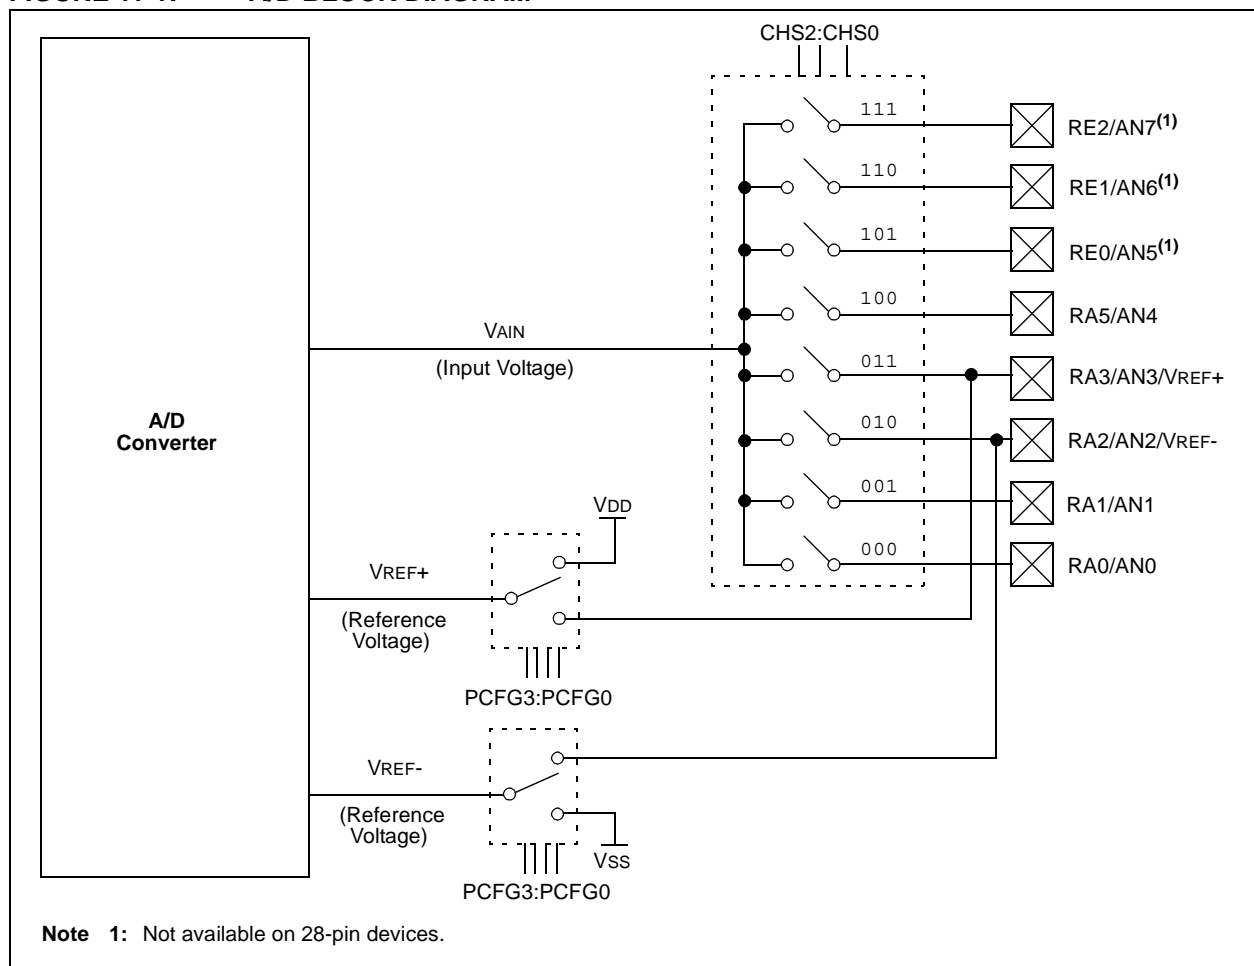 CHS2:CHS0
111
RE2/AN7(1)
110
RE1/AN6(1)
101
RE0/AN5(1)
100
RA5/AN4
VAIN
(Input Voltage)
011
RA3/AN3/VREF+
A/D
Converter
010
RA2/AN2/VREF-
001
RA1/AN1
VDD
000
RA0/AN0
VREF+
(Reference
Voltage)
PCFG3:PCFG0
VREF-
(Reference
Voltage)
VSS
PCFG3:PCFG0
Note 1: Not available on 28-pin devices.